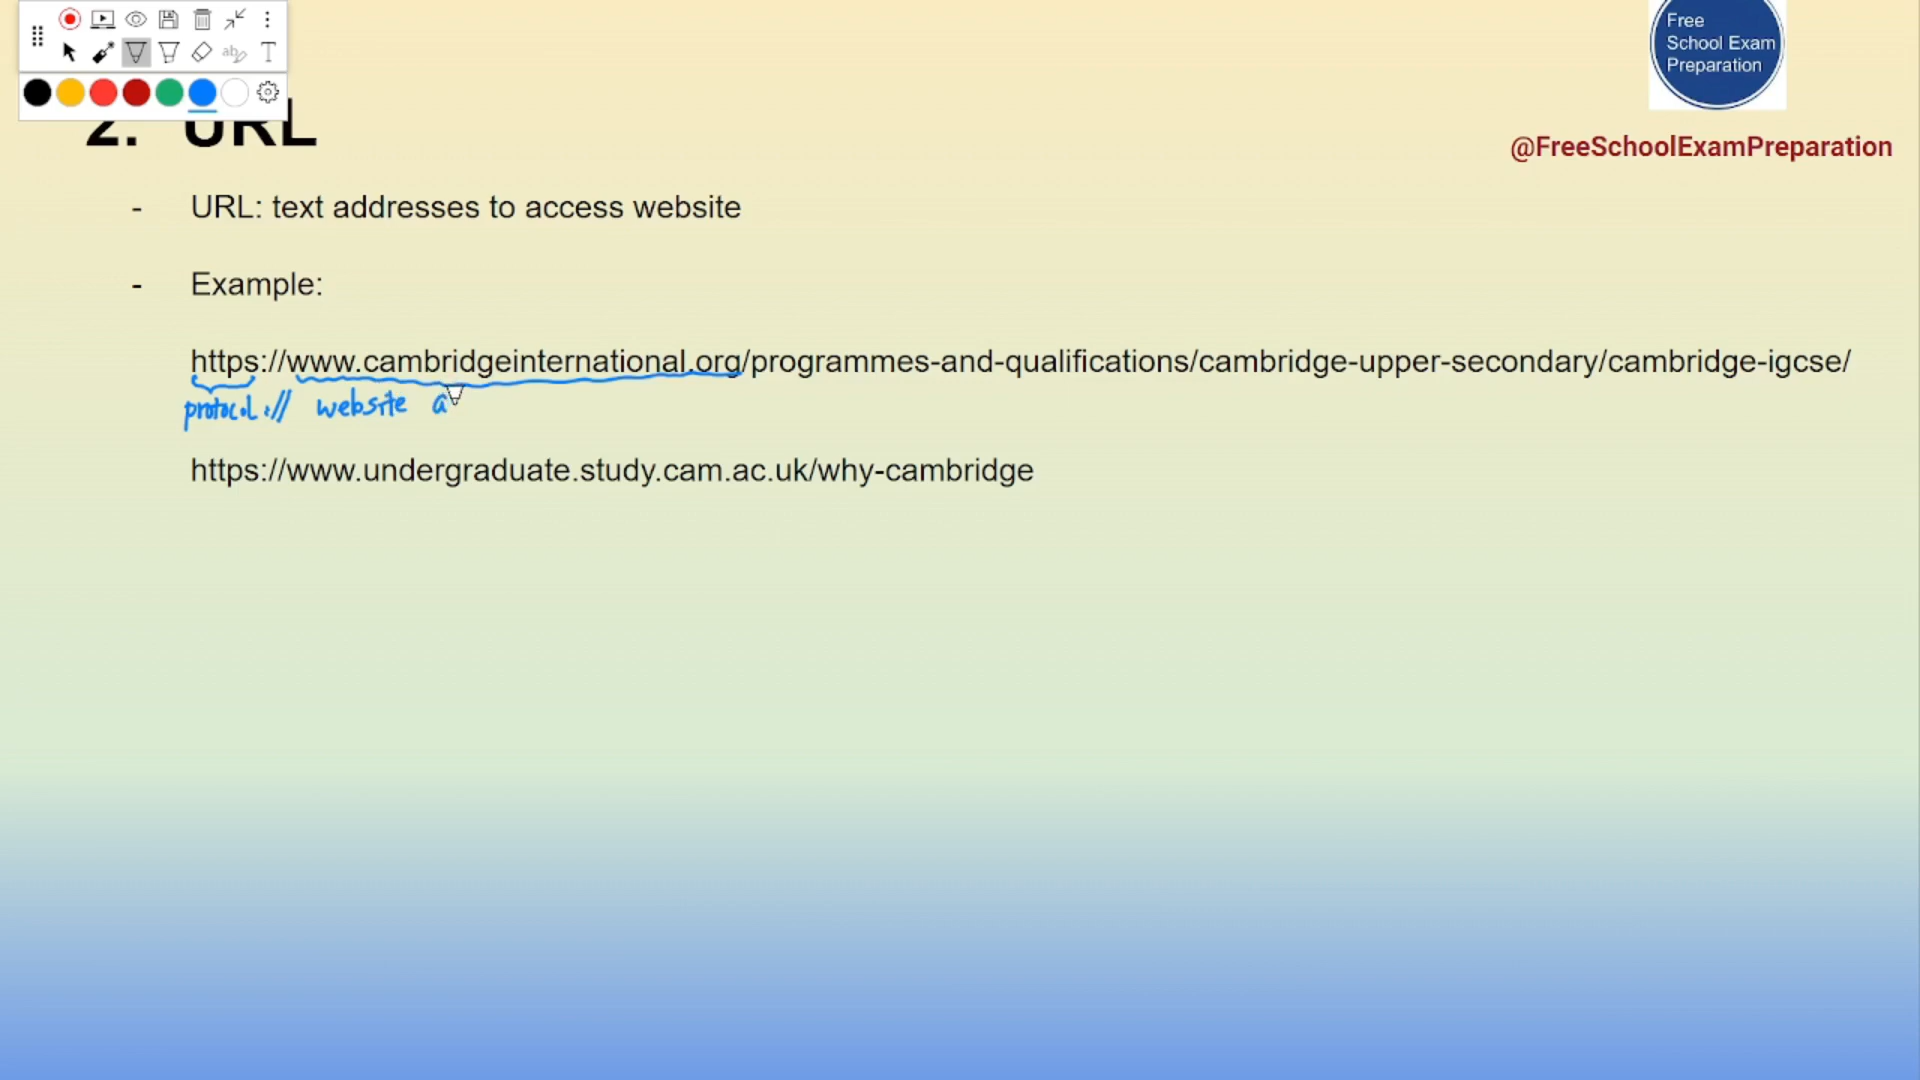 Free
School Exam
Preparation
@FreeSchoolExamPreparation
2. URL
- URL: text addresses to access website
- Example:
https://www.cambridgeinternational.org/programmes-and-qualifications/cambridge-upper-secondary/cambridge-igcse/
protocol :// website a
https://www.undergraduate.study.cam.ac.uk/why-cambridge